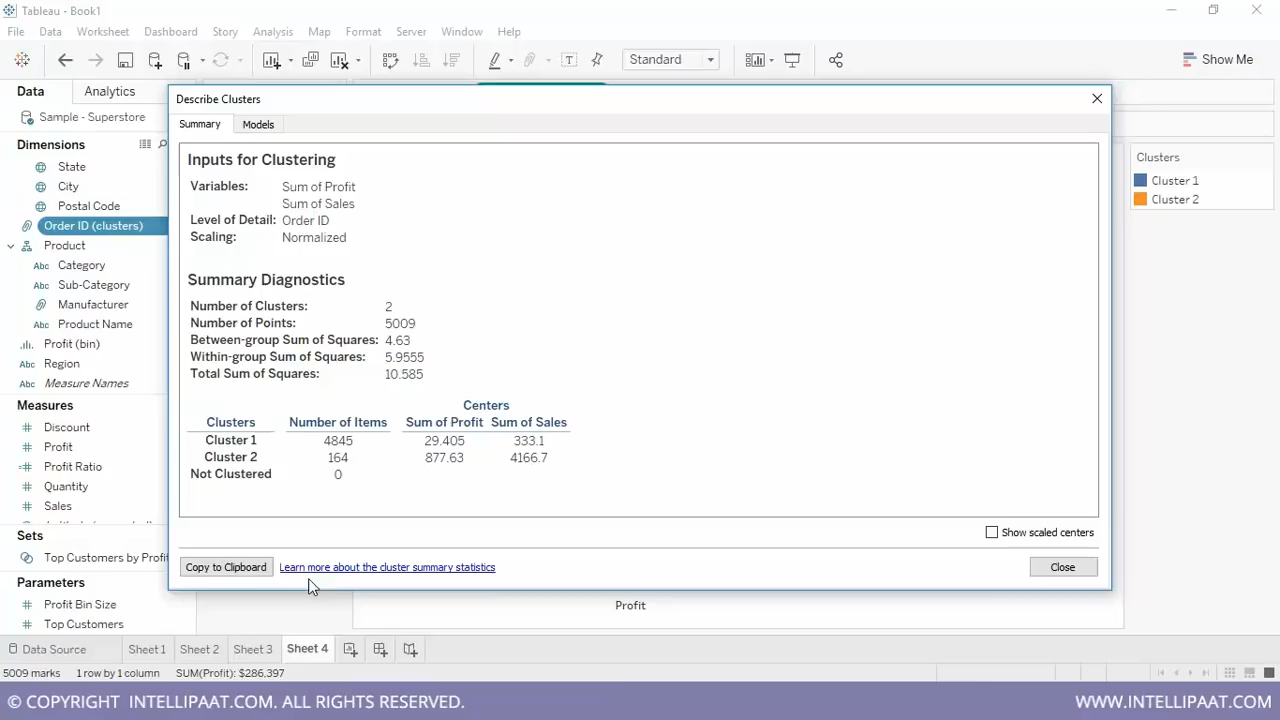 Tableau - Book1
File Data Worksheet Dashboard Story Analysis Map Format Server Window Help
Standard
Show Me
Data Analytics
Sample - Superstore
Dimensions
State
City
Postal Code
Order ID (clusters)
Product
Abc Category
Abc Sub-Category
Manufacturer
Abc Product Name
Profit (bin)
Abc Region
Abc Measure Names
Measures
Discount
Profit
Profit Ratio
Quantity
Sales
Sets
Top Customers by Profit
Parameters
Profit Bin Size
Top Customers
Describe Clusters
Summary Models
Inputs for Clustering
Variables: Sum of Profit
Sum of Sales
Level of Detail: Order ID
Scaling: Normalized
Summary Diagnostics
Number of Clusters: 2
Number of Points: 5009
Between-group Sum of Squares: 4.63
Within-group Sum of Squares: 5.9555
Total Sum of Squares: 10.585
Centers
Clusters Number of Items Sum of Profit Sum of Sales
Cluster 1 4845 29.405 333.1
Cluster 2 164 877.63 4166.7
Not Clustered 0
Show scaled centers
Copy to Clipboard Learn more about the cluster summary statistics Close
Clusters
Cluster 1
Cluster 2
Profit
Data Source Sheet 1 Sheet 2 Sheet 3 Sheet 4
5009 marks 1 row by 1 column SUM(Profit): $286,397
© COPYRIGHT INTELLIPAAT.COM. ALL RIGHTS RESERVED. WWW.INTELLIPAAT.COM